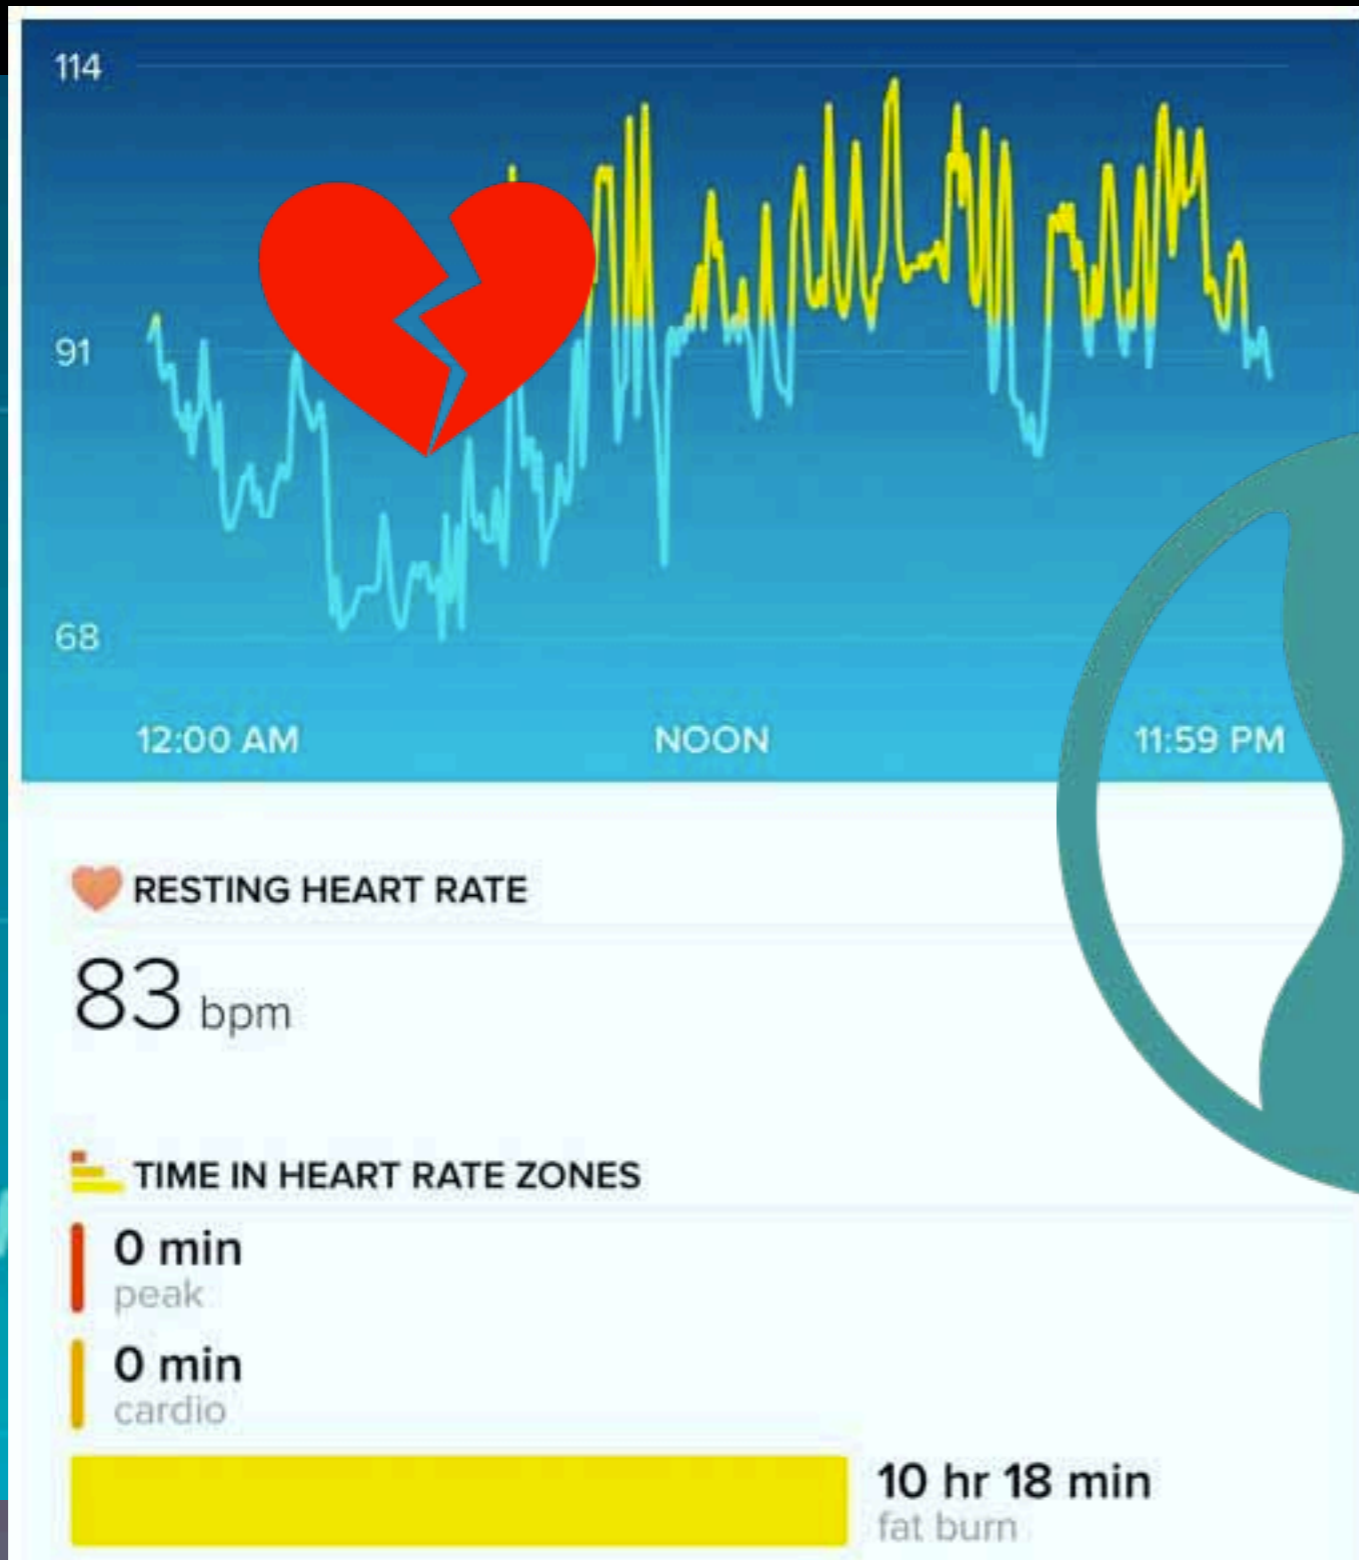 114
91
68
12:00 AM NOON 11:59 PM
RESTING HEART RATE
83 bpm
TIME IN HEART RATE ZONES
0 min
peak
0 min
cardio
10 hr 18 min
fat burn